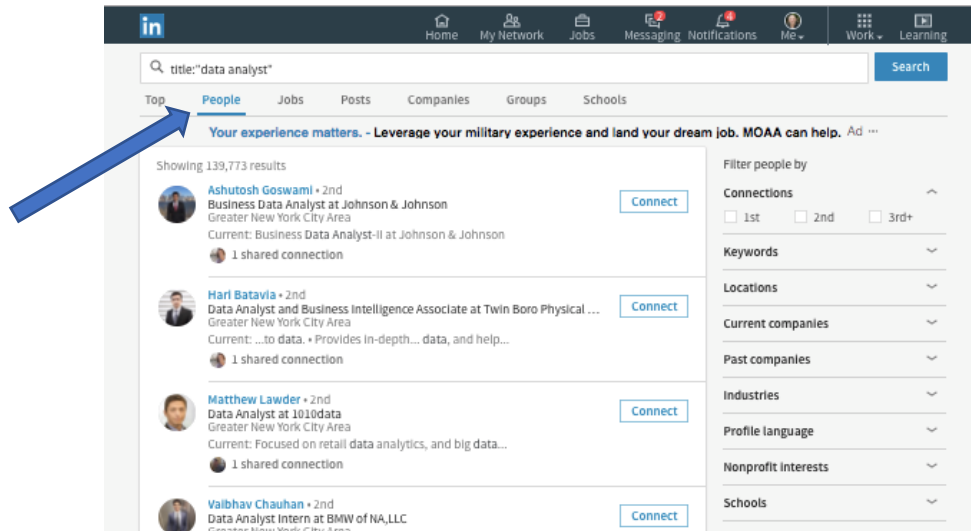 in
2
4
Home My Network Jobs Messaging Notifications Me Work Learning
title:"data analyst"
Search
Top People Jobs Posts Companies Groups Schools
Your experience matters. - Leverage your military experience and land your dream job. MOAA can help. Ad ...
Showing 139,773 results
Ashutosh Goswami • 2nd
Business Data Analyst at Johnson & Johnson
Greater New York City Area
Current: Business Data Analyst-II at Johnson & Johnson
1 shared connection
Connect
Hari Batavia • 2nd
Data Analyst and Business Intelligence Associate at Twin Boro Physical ...
Greater New York City Area
Current: ...to data. • Provides in-depth... data, and help...
1 shared connection
Connect
Matthew Lawder • 2nd
Data Analyst at 1010data
Greater New York City Area
Current: Focused on retail data analytics, and big data...
1 shared connection
Connect
Vaibhav Chauhan • 2nd
Data Analyst Intern at BMW of NA,LLC
Greater New York City Area
Connect
Filter people by
Connections
1st 2nd 3rd+
Keywords
Locations
Current companies
Past companies
Industries
Profile language
Nonprofit interests
Schools